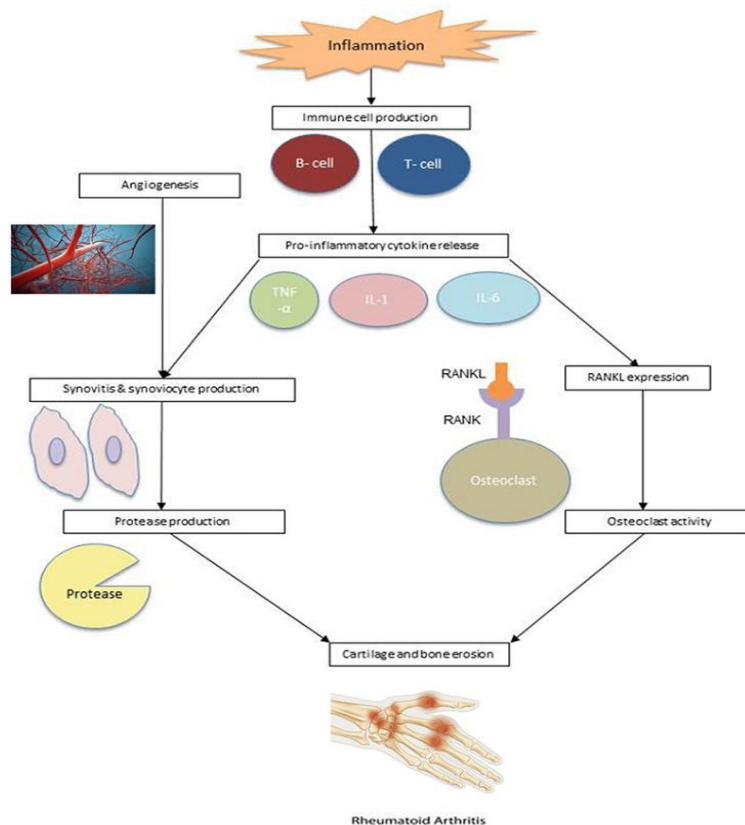 Inflammation
Immune cell production
B- cell
T- cell
Angiogenesis
Pro-inflammatory cytokine release
TNF
-α
IL-1
IL-6
Synovitis & synoviocyte production
RANKL
RANK
RANKL expression
Osteoclast
Protease production
Osteoclast activity
Protease
Cartilage and bone erosion
Rheumatoid Arthritis